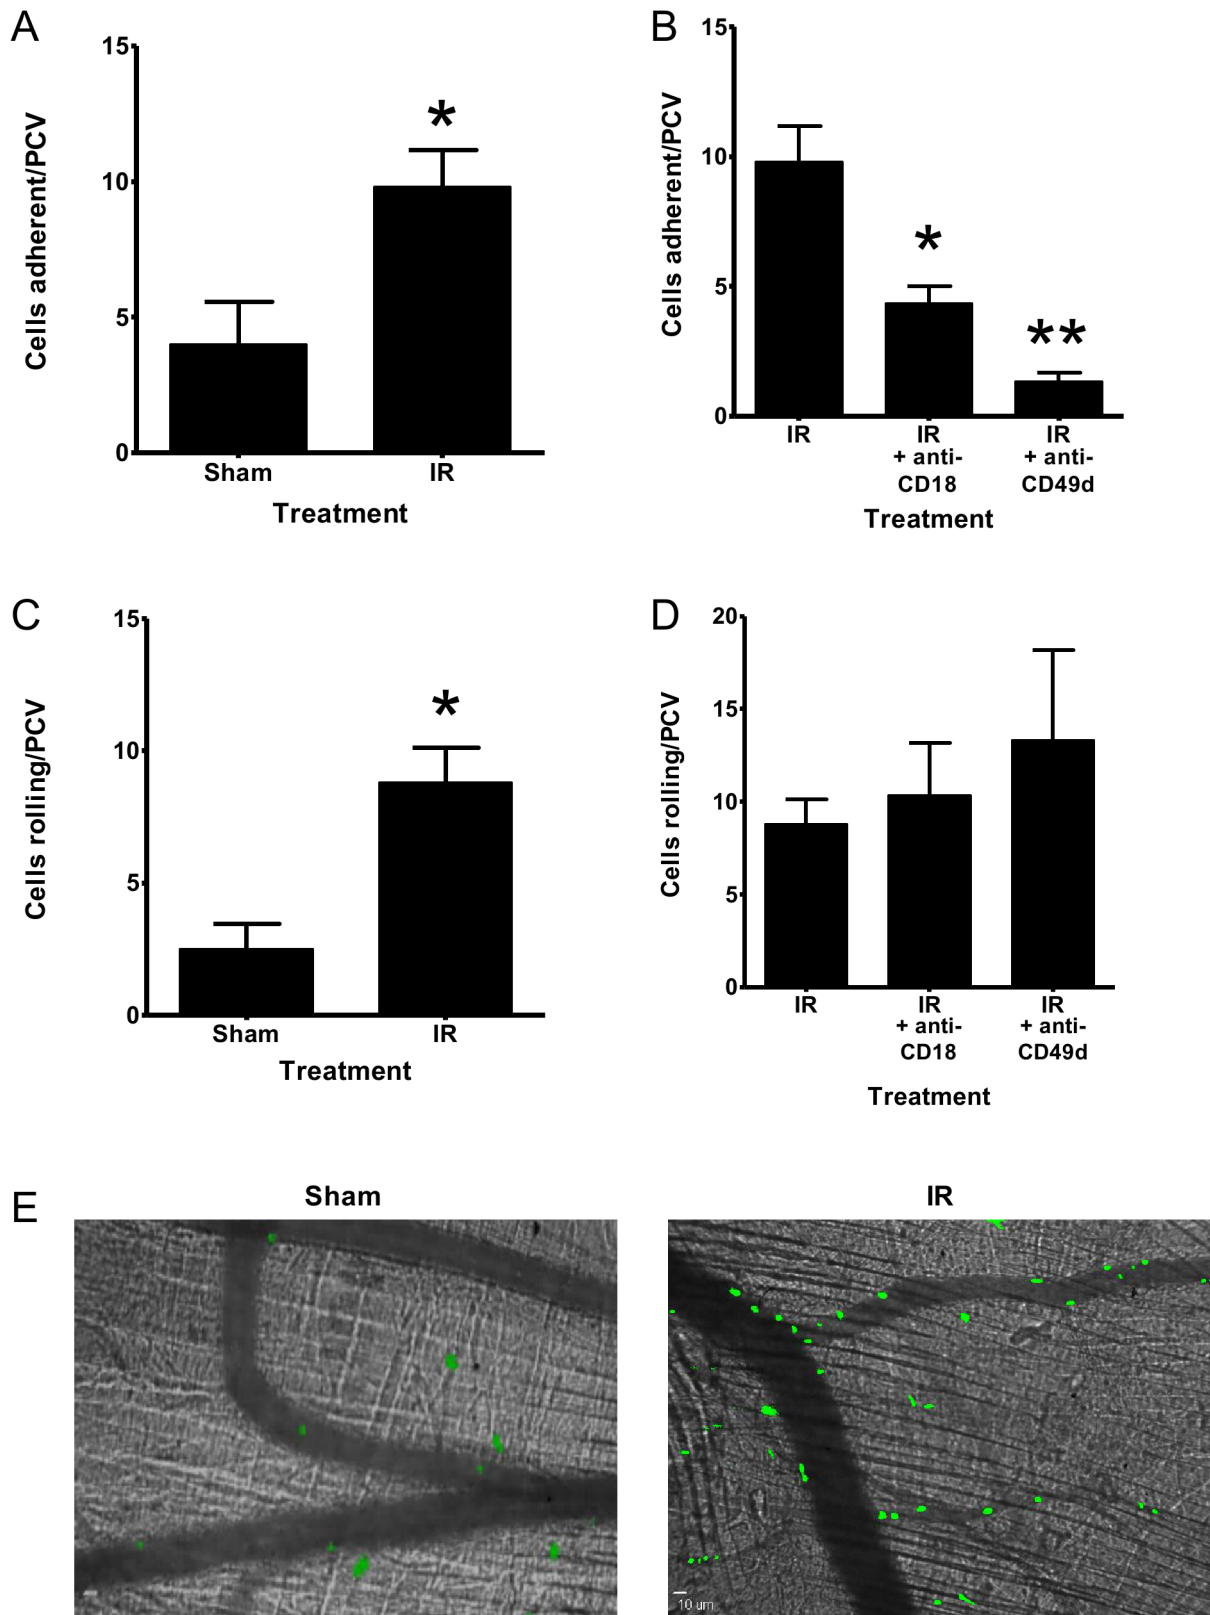 A
15
10
5
0
Cells adherent/PCV
*
Sham
IR
Treatment
B
15
10
5
0
Cells adherent/PCV
*
**
IR
IR
+ anti-
CD18
IR
+ anti-
CD49d
Treatment
C
15
10
5
0
Cells rolling/PCV
*
Sham
IR
Treatment
D
20
15
10
5
0
Cells rolling/PCV
IR
IR
+ anti-
CD18
IR
+ anti-
CD49d
Treatment
E
Sham
IR
10 um